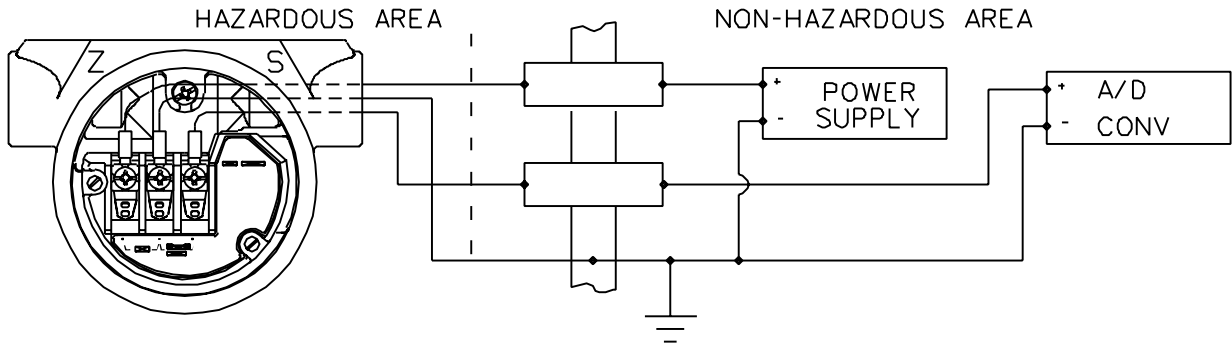 HAZARDOUS AREA
NON-HAZARDOUS AREA
Z
S
+
POWER
SUPPLY
-
+
A/D
-
CONV